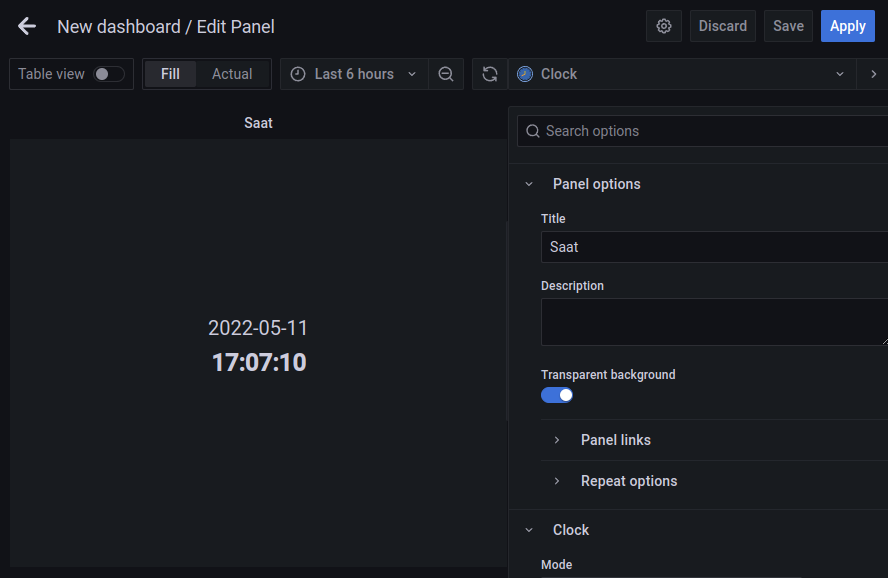 New dashboard / Edit Panel
Discard
Save
Apply
Table view
Fill
Actual
Last 6 hours
Clock
Saat
2022-05-11
17:07:10
Search options
Panel options
Title
Saat
Description
Transparent background
Panel links
Repeat options
Clock
Mode